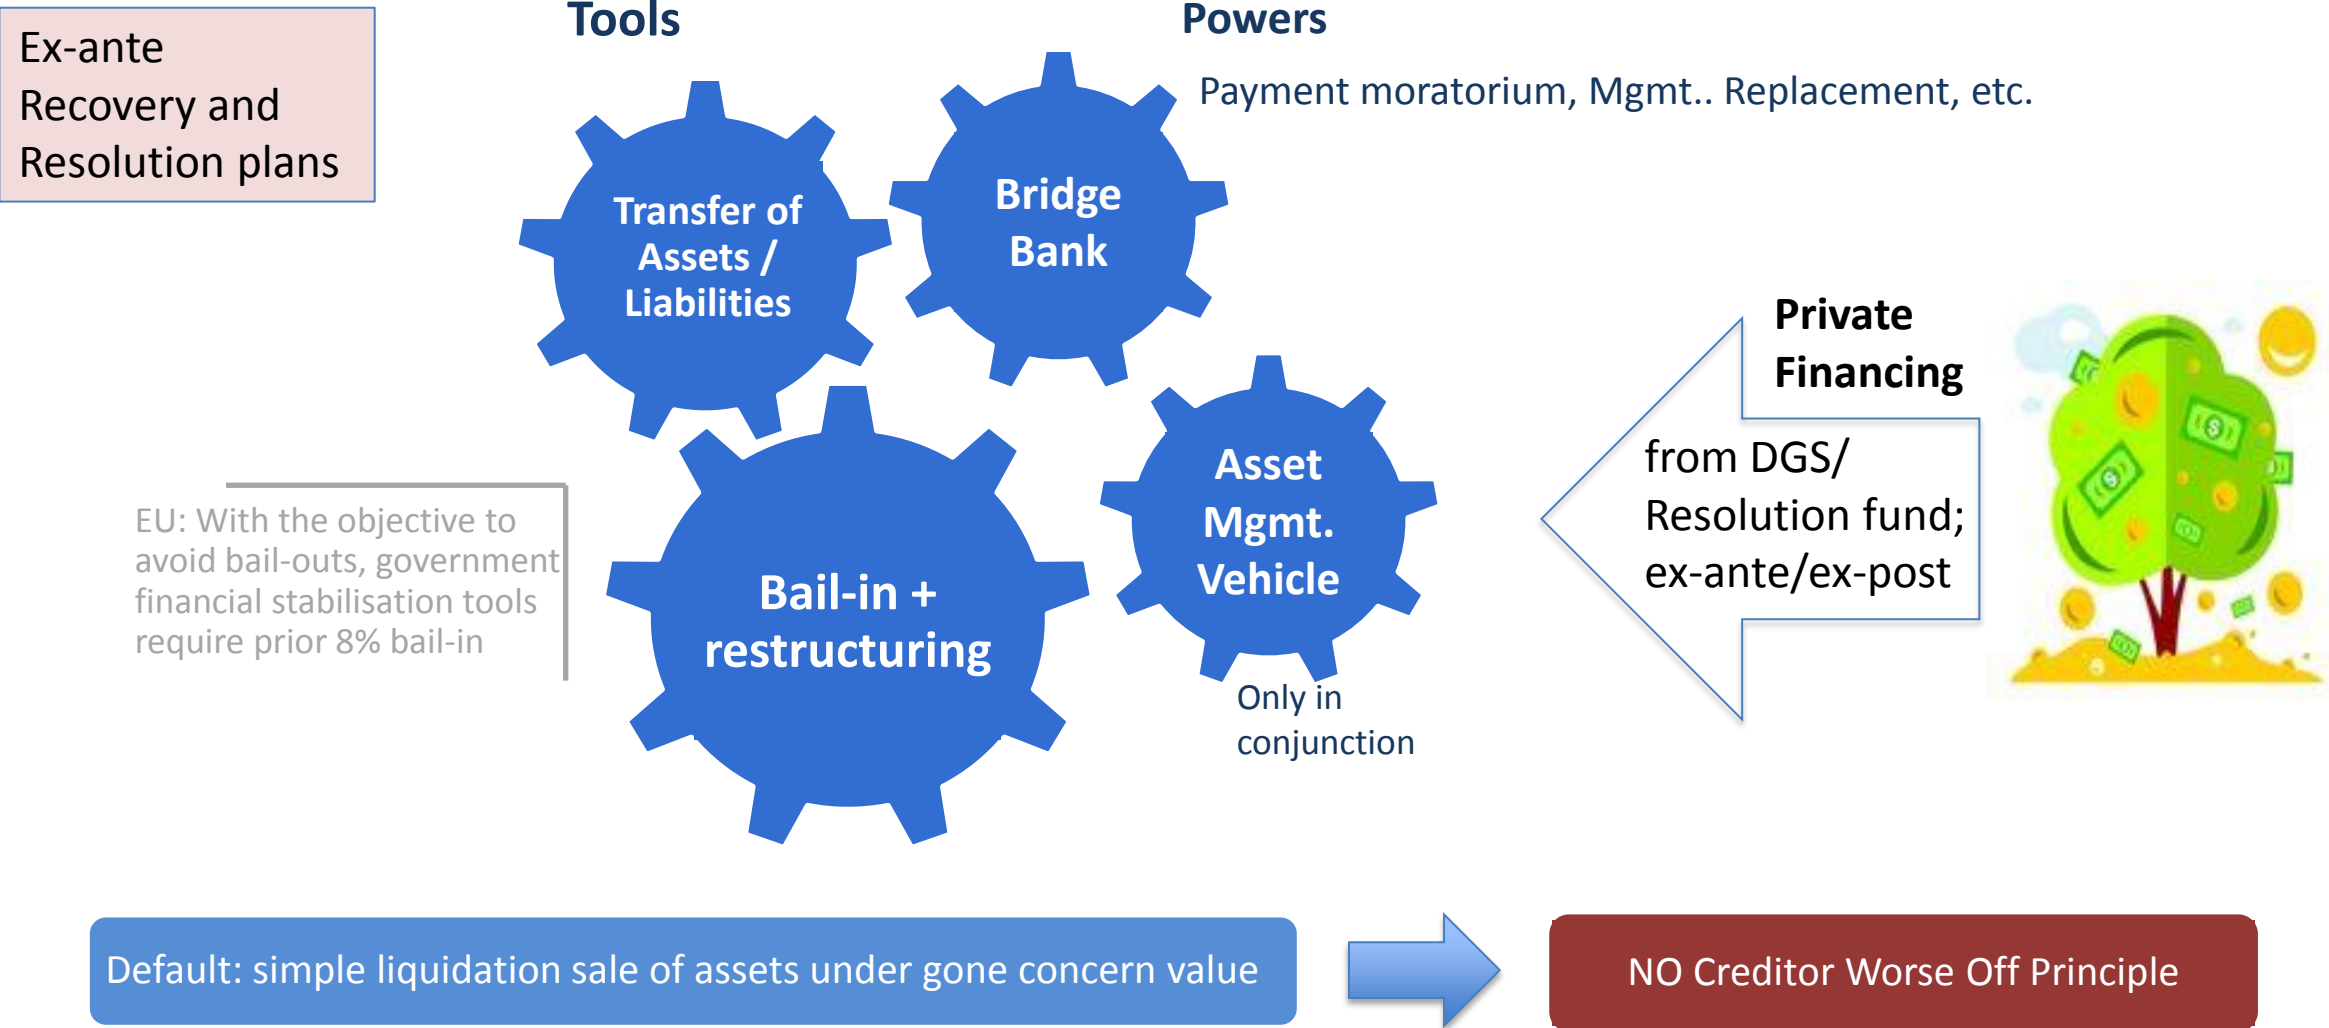 Tools
Powers
Ex-ante
Recovery and
Resolution plans
Payment moratorium, Mgmt.. Replacement, etc.
Transfer of
Assets /
Liabilities
Bridge
Bank
Private
Financing
from DGS/
Resolution fund;
ex-ante/ex-post
Asset
Mgmt.
Vehicle
Only in
conjunction
EU: With the objective to
avoid bail-outs, government
financial stabilisation tools
require prior 8% bail-in
Bail-in +
restructuring
Default: simple liquidation sale of assets under gone concern value
NO Creditor Worse Off Principle